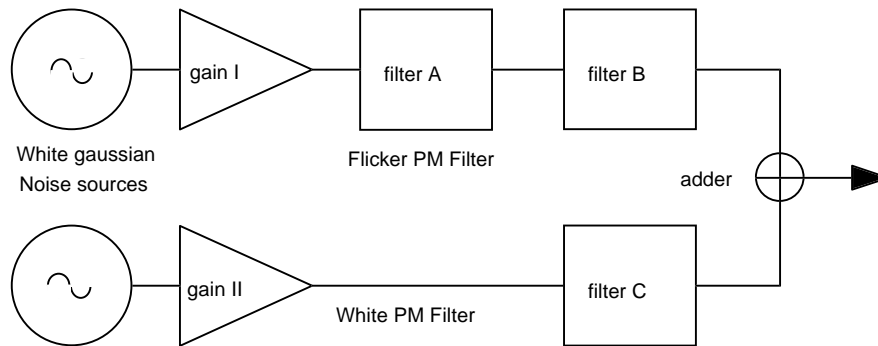 gain I
filter A
filter B
White gaussian
Noise sources
Flicker PM Filter
adder
gain II
White PM Filter
filter C